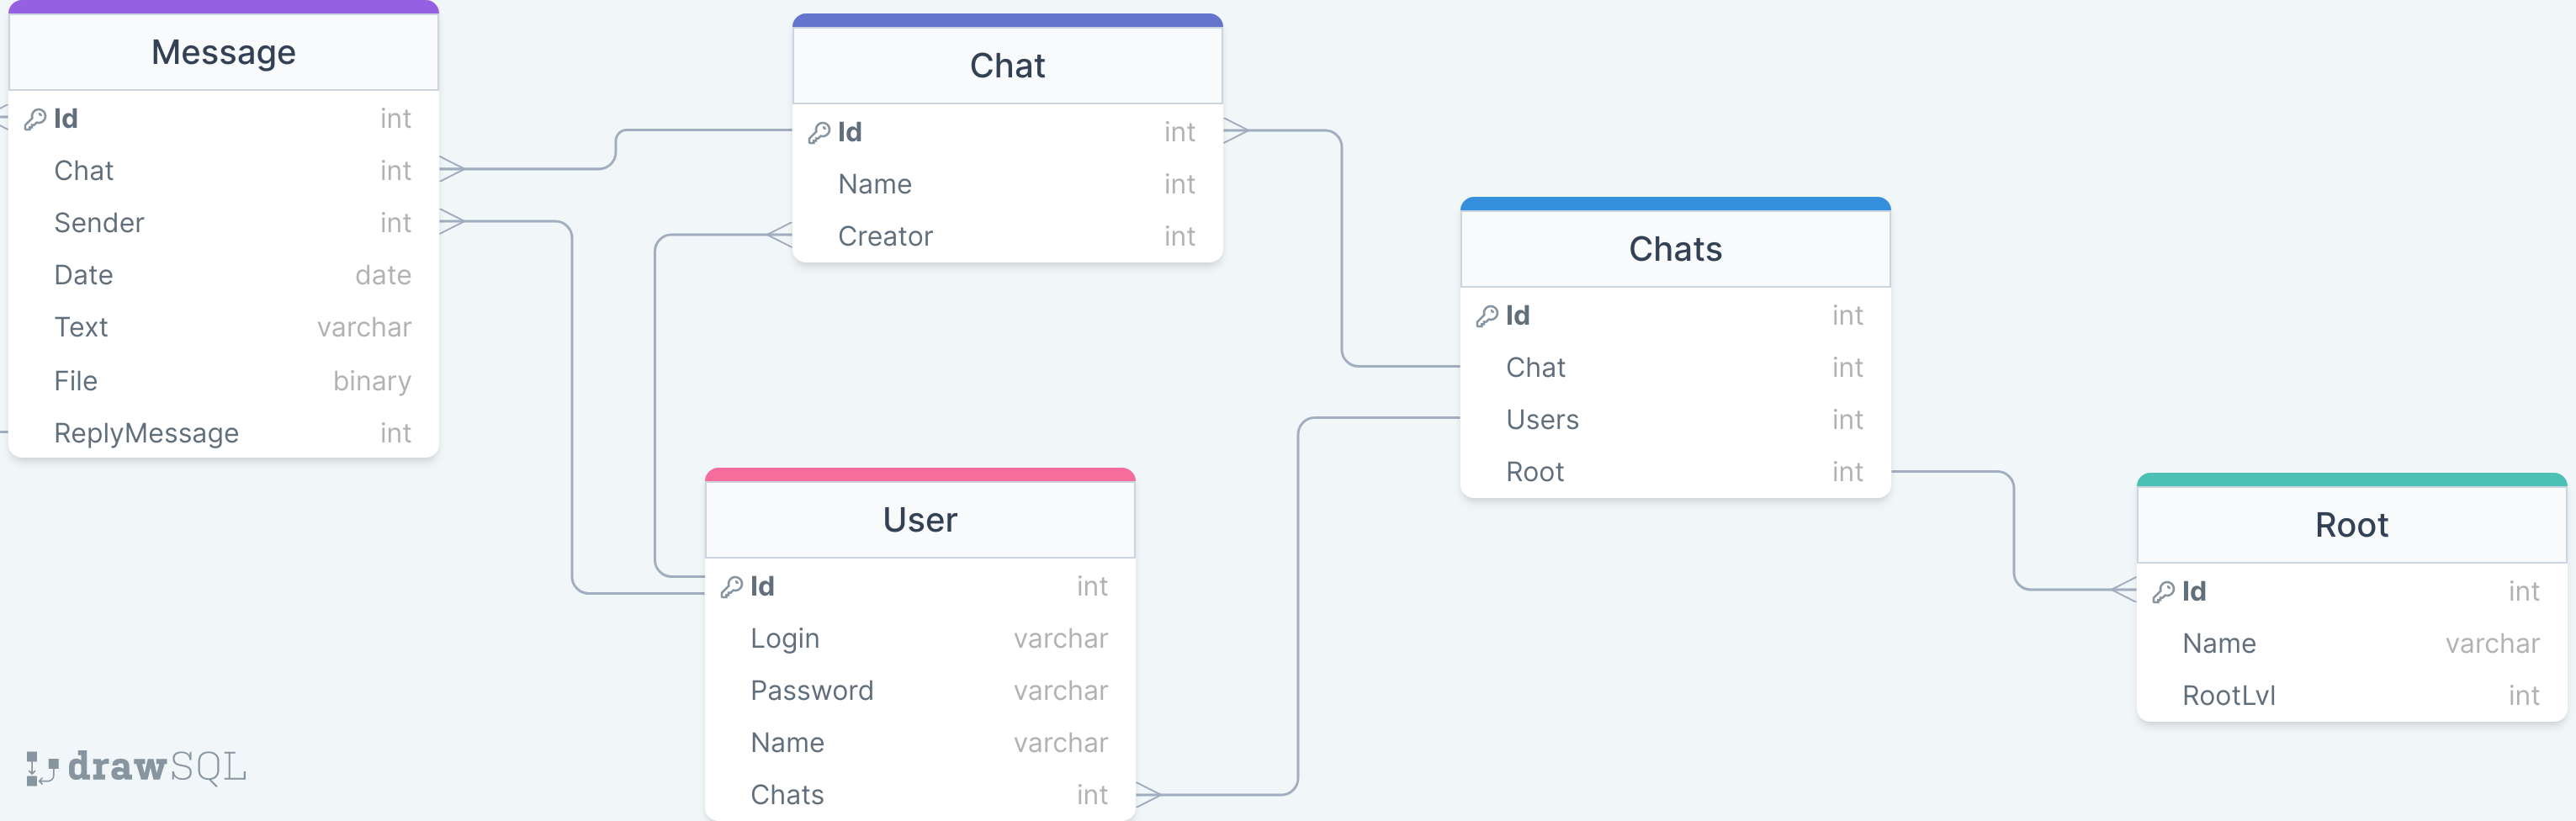 Message
Id int
Chat int
Sender int
Date date
Text varchar
File binary
ReplyMessage int
Chat
Id int
Name int
Creator int
User
Id int
Login varchar
Password varchar
Name varchar
Chats int
Chats
Id int
Chat int
Users int
Root int
Root
Id int
Name varchar
RootLvl int
drawSQL